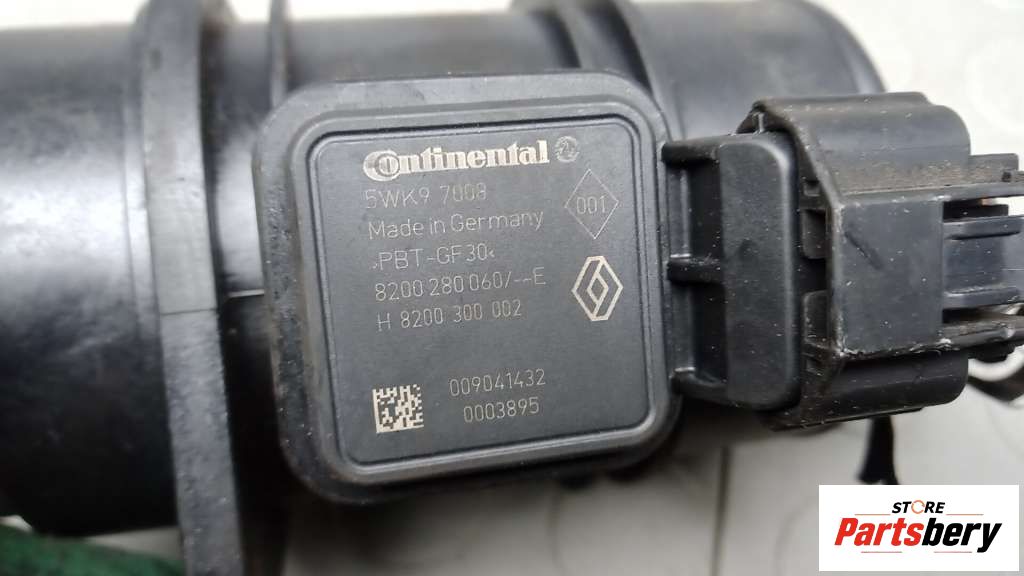 Continental
5WK9 7008
001
Made in Germany
>PBT-GF30<
8200 280 060/--E
H 8200 300 002
009041432
0003895
STORE
Partsbery